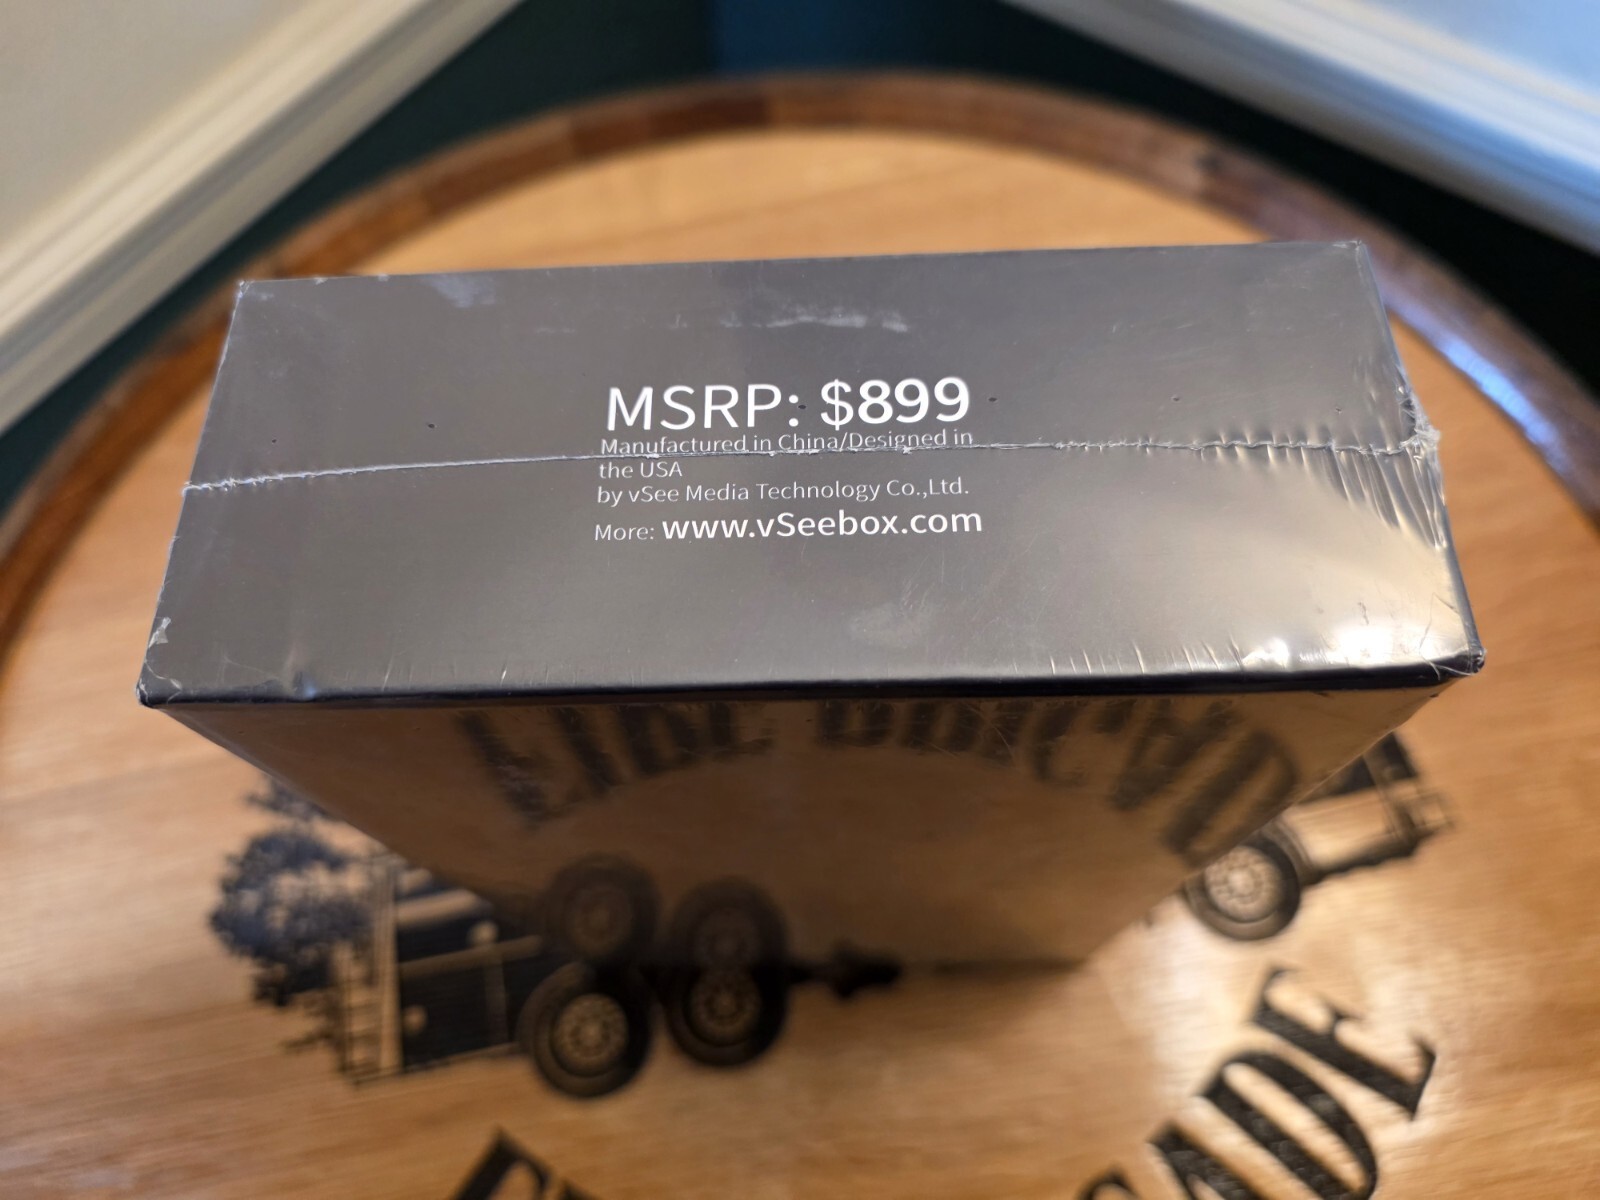 MSRP: $899
Manufactured in China/Designed in
the USA
by vSee Media Technology Co.,Ltd.
More: www.vSeebox.com